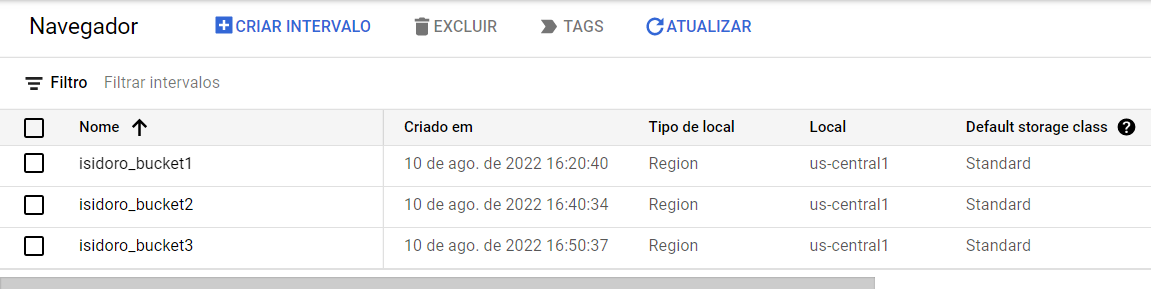 Navegador CRIAR INTERVALO EXCLUIR TAGS ATUALIZAR
Filtro Filtrar intervalos
Nome Criado em Tipo de local Local Default storage class ?
isidoro_bucket1 10 de ago. de 2022 16:20:40 Region us-central1 Standard
isidoro_bucket2 10 de ago. de 2022 16:40:34 Region us-central1 Standard
isidoro_bucket3 10 de ago. de 2022 16:50:37 Region us-central1 Standard